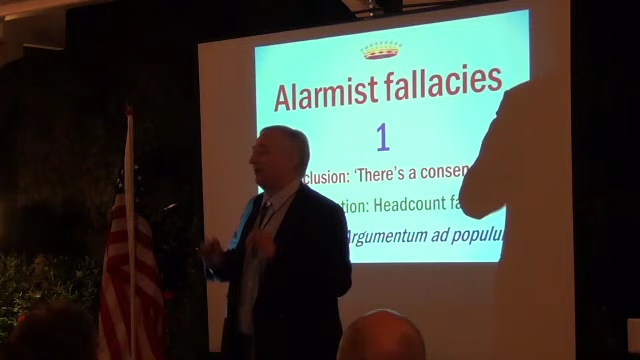 Alarmist fallacies
1
clusion: 'There's a consen
tion: Headcount fa
Argumentum ad populu